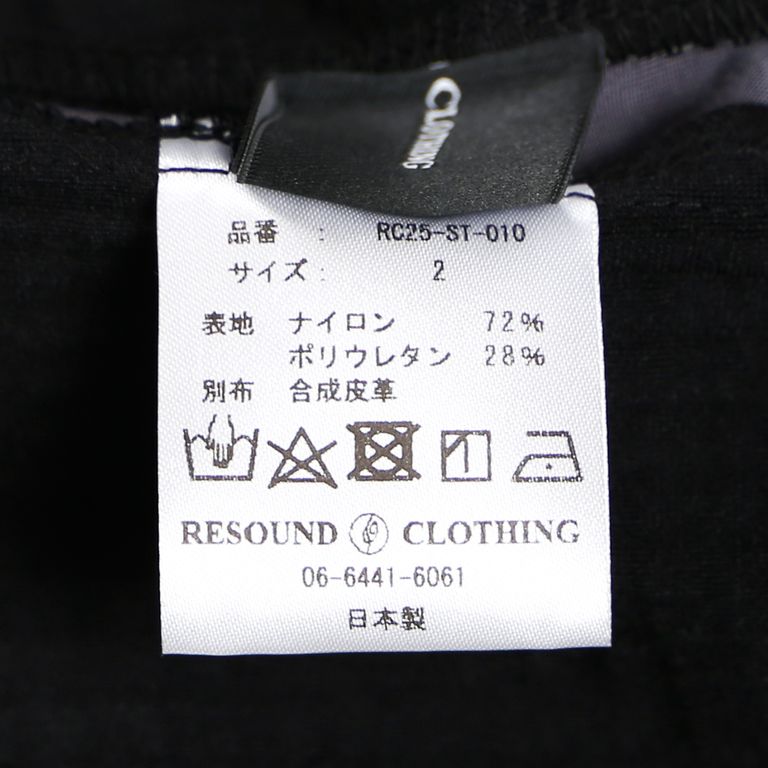 CLOTHING
品番 : RC25-ST-010
サイズ: 2
表地 ナイロン 72%
ポリウレタン 28%
別布 合成皮革
RESOUND CLOTHING
06-6441-6061
日本製